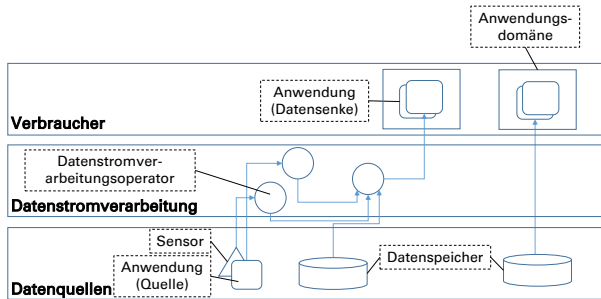 Anwendungs-
domäne
Anwendung
(Datensenke)
Verbraucher
Datenstromver-
arbeitungsoperator
Datenstromverarbeitung
Sensor
Anwendung
(Quelle)
Datenspeicher
Datenquellen